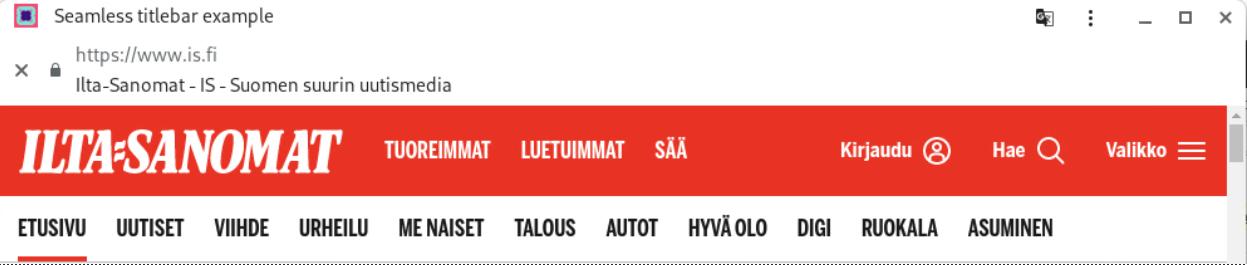 Seamless titlebar example
https://www.is.fi
Ilta-Sanomat - IS - Suomen suurin uutismedia
ILTA-SANOMAT TUOREIMMAT LUETUIMMAT SÄÄ Kirjaudu Hae Valikko
ETUSIVU UUTISET VIIHDE URHEILU ME NAISET TALOUS AUTOT HYVÄ OLO DIGI RUOKALA ASUMINEN